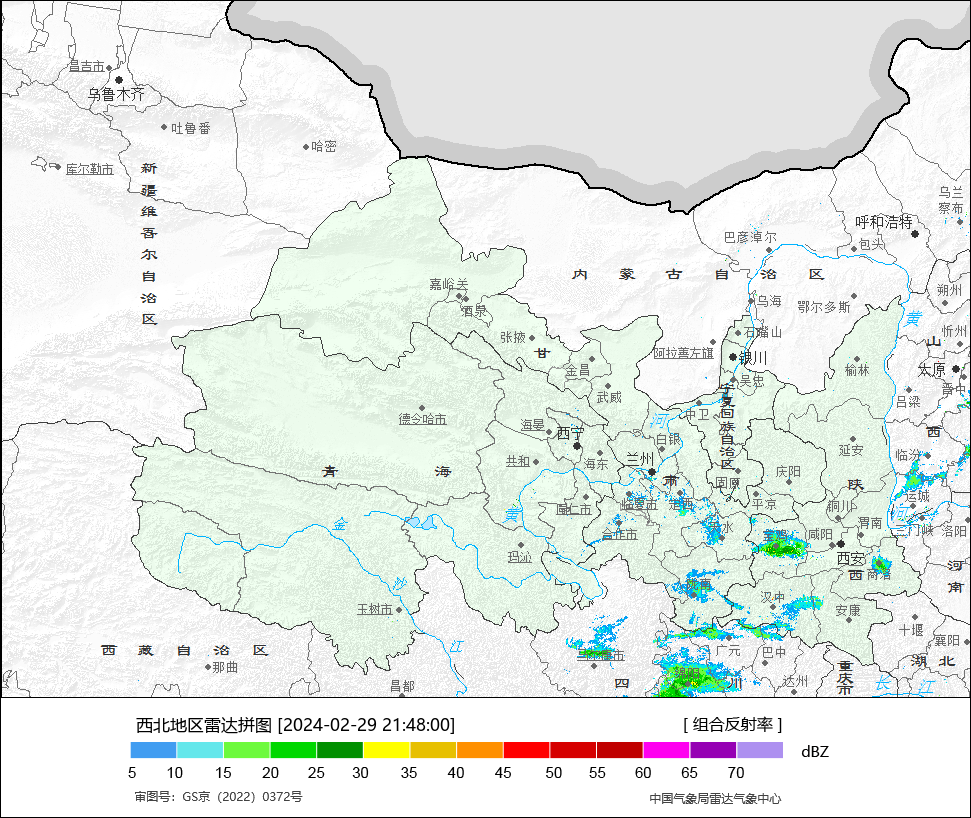 昌吉市
乌鲁木齐
吐鲁番
哈密
库尔勒市
新疆维吾尔自治区
乌兰
察布
呼和浩特
巴彦淖尔
包头
内蒙古自治区
嘉峪关
酒泉
乌海
鄂尔多斯
朔州
黄
忻州
石嘴山
张掖
甘
阿拉善左旗
银川
山
太原
金昌
榆林
吴忠
晋中
武威
宁夏回族自治区
吕梁
德令哈市
中卫
河
海晏
西宁
白银
西
延安
共和
海东
兰州
临汾
青海
庆阳
固原
肃
陕
运城
临夏市
定西
平凉
铜川
黄
金
渭南
河
三门峡
洛阳
合作市
咸阳
西安
玛沁
西
商洛
河南
沙
汉中
玉树市
安康
十堰
江
襄阳
西藏自治区
广元
巴中
湖北
那曲
重庆市
达州
昌都
四川
长江
西北地区雷达拼图 [2024-02-29 21:48:00]
[ 组合反射率 ]
dBZ
5 10 15 20 25 30 35 40 45 50 55 60 65 70
审图号：GS京（2022）0372号
中国气象局雷达气象中心